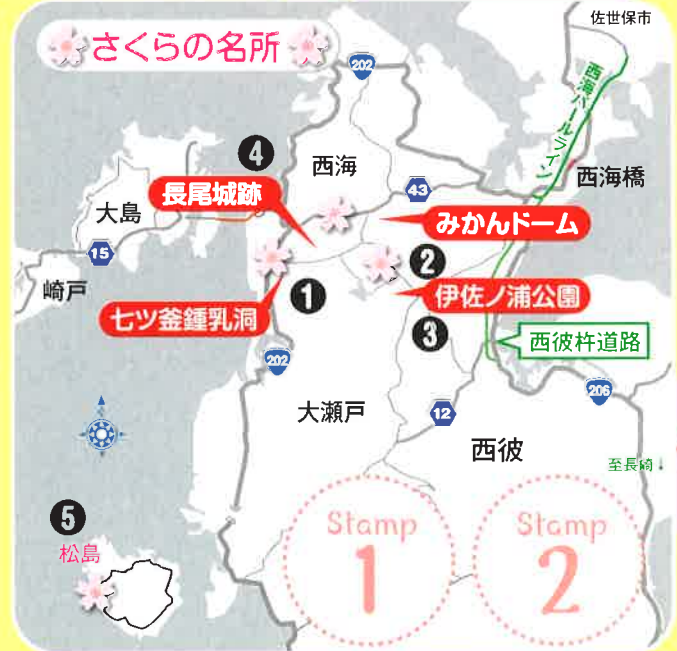 さくらの名所
佐世保市
202
西海パールライン
西海橋
4
西海
43
長尾城跡
みかんドーム
大島
15
崎戸
2
1
伊佐ノ浦公園
七ツ釜鍾乳洞
3
西彼杵道路
202
206
大瀬戸
12
西彼
至長崎↓
5
松島
Stamp
1
Stamp
2